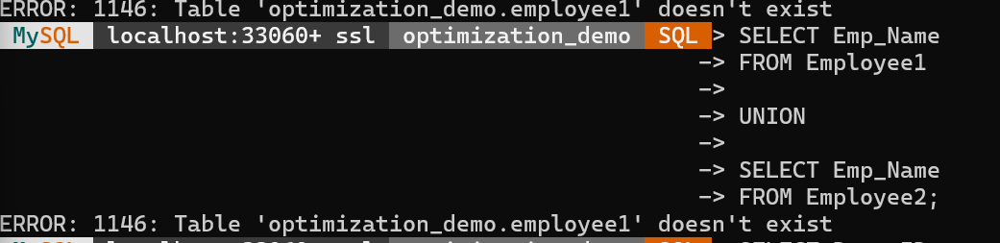 ERROR: 1146: Table 'optimization_demo.employee1' doesn't exist
MySQL localhost:33060+ ssl optimization_demo SQL > SELECT Emp_Name
-> FROM Employee1
->
-> UNION
->
-> SELECT Emp_Name
-> FROM Employee2;
ERROR: 1146: Table 'optimization_demo.employee1' doesn't exist